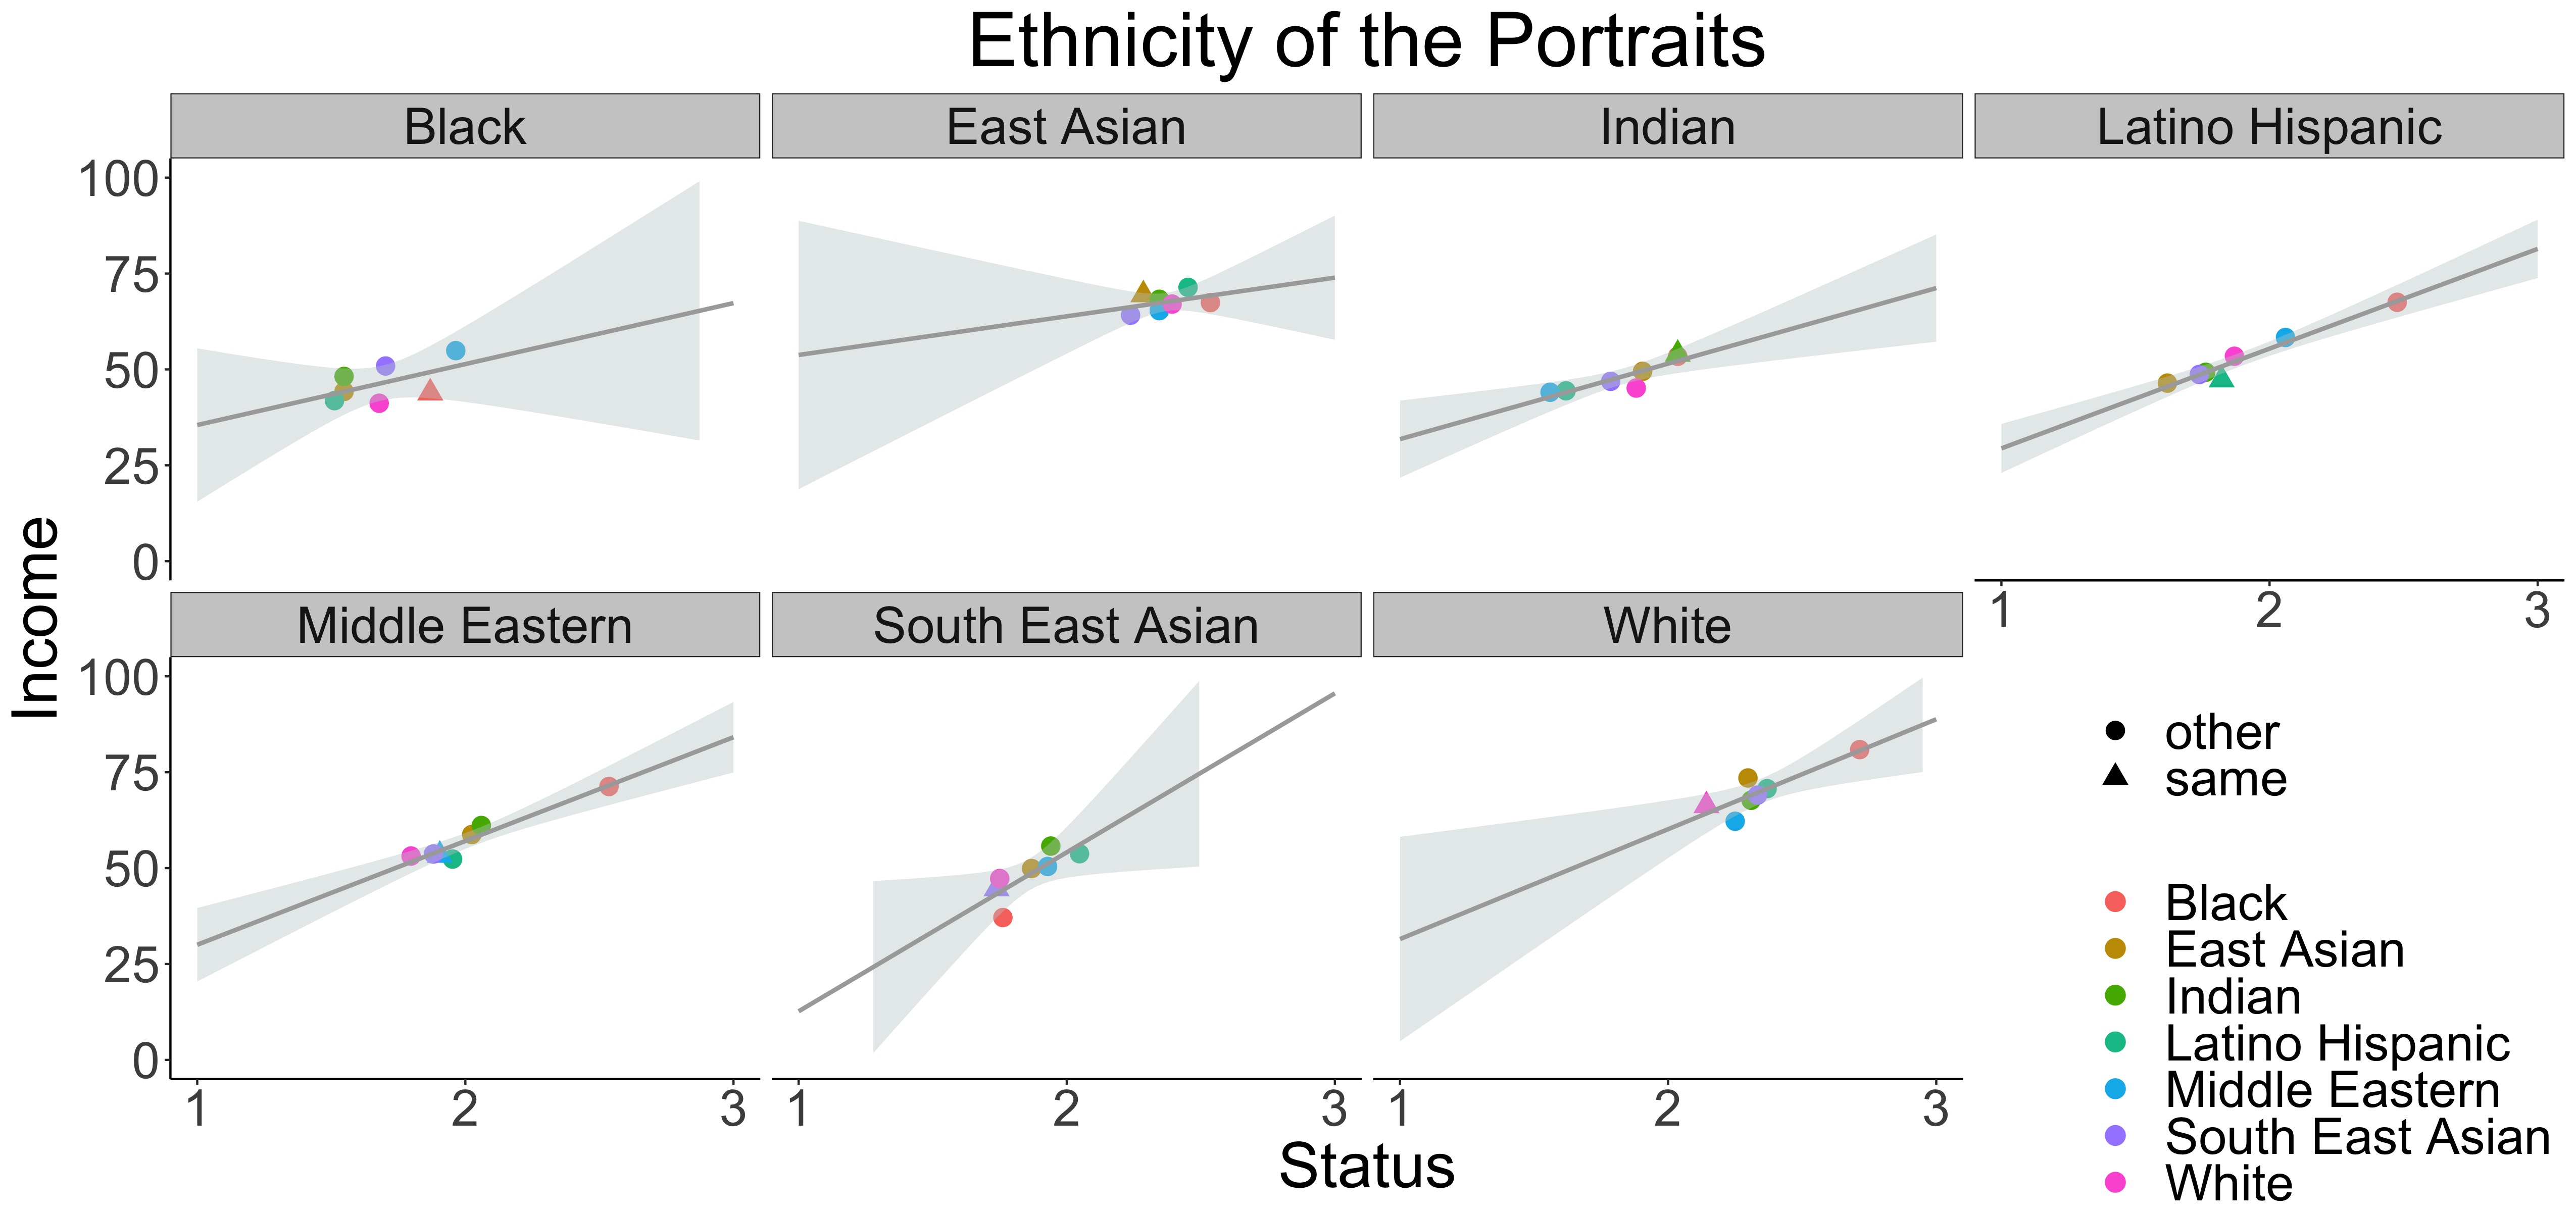 Ethnicity of the Portraits
Black
East Asian
Indian
Latino Hispanic
100
75
50
25
0
1 2 3
Middle Eastern
South East Asian
White
100
75
50
25
0
1 2 3
1 2 3
1 2 3
Income
Status
other
same
Black
East Asian
Indian
Latino Hispanic
Middle Eastern
South East Asian
White